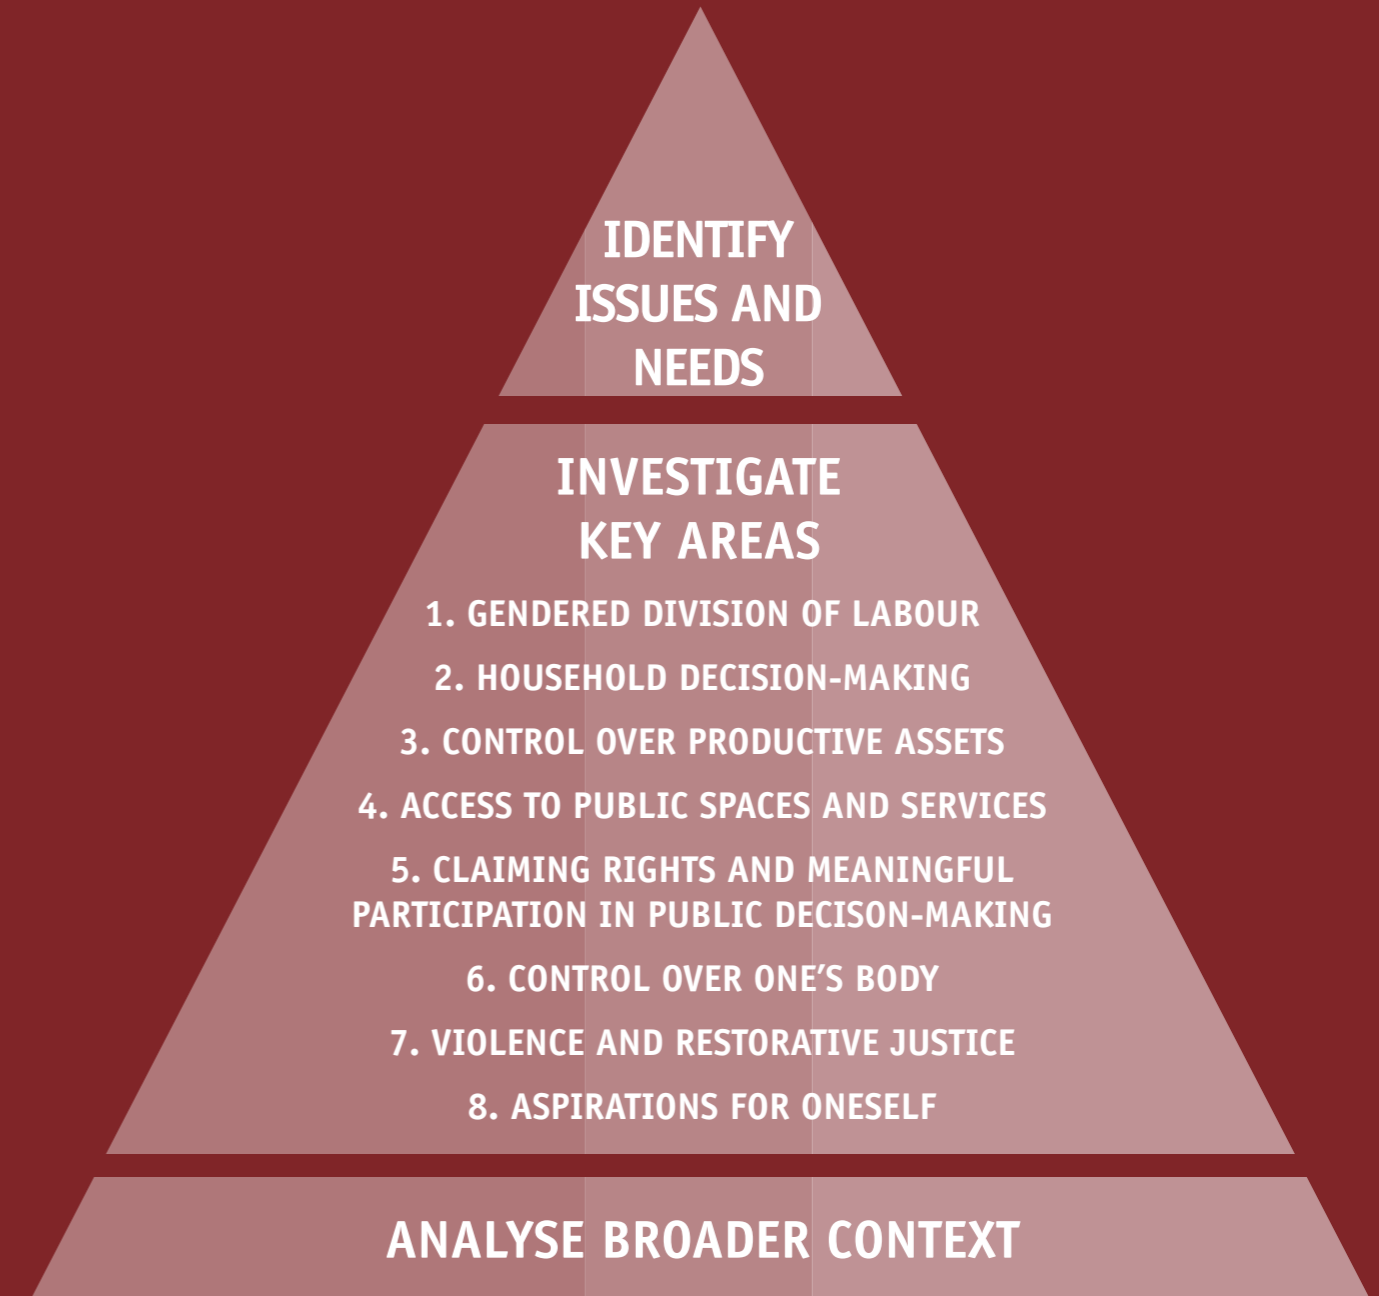 IDENTIFY
ISSUES AND
NEEDS
INVESTIGATE
KEY AREAS
1. GENDERED DIVISION OF LABOUR
2. HOUSEHOLD DECISION-MAKING
3. CONTROL OVER PRODUCTIVE ASSETS
4. ACCESS TO PUBLIC SPACES AND SERVICES
5. CLAIMING RIGHTS AND MEANINGFUL
PARTICIPATION IN PUBLIC DECISON-MAKING
6. CONTROL OVER ONE’S BODY
7. VIOLENCE AND RESTORATIVE JUSTICE
8. ASPIRATIONS FOR ONESELF
ANALYSE BROADER CONTEXT